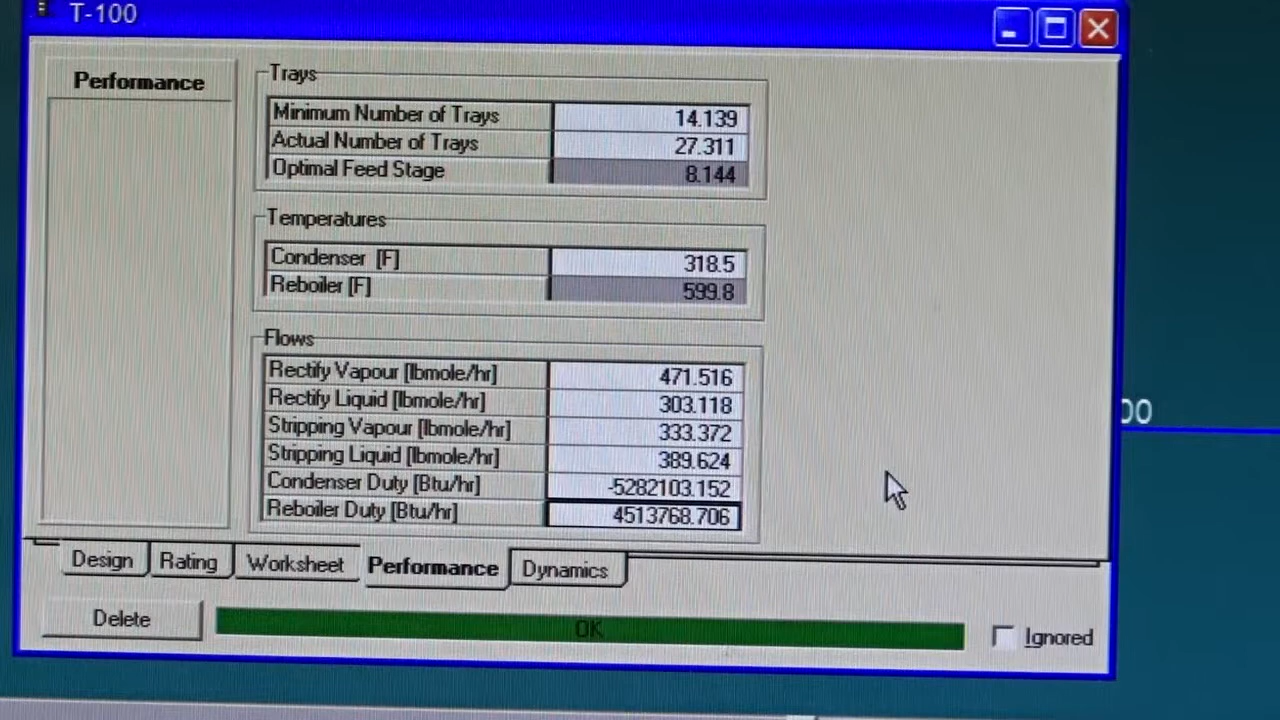 T-100
Performance
Trays
Minimum Number of Trays 14.139
Actual Number of Trays 27.311
Optimal Feed Stage 8.144
Temperatures
Condenser [F] 318.5
Reboiler [F] 599.8
Flows
Rectify Vapour [lbmole/hr] 471.516
Rectify Liquid [lbmole/hr] 303.118
Stripping Vapour [lbmole/hr] 333.372
Stripping Liquid [lbmole/hr] 389.624
Condenser Duty [Btu/hr] -5282103.152
Reboiler Duty [Btu/hr] 4513768.706
00
Design Rating Worksheet Performance Dynamics
Delete OK Ignored